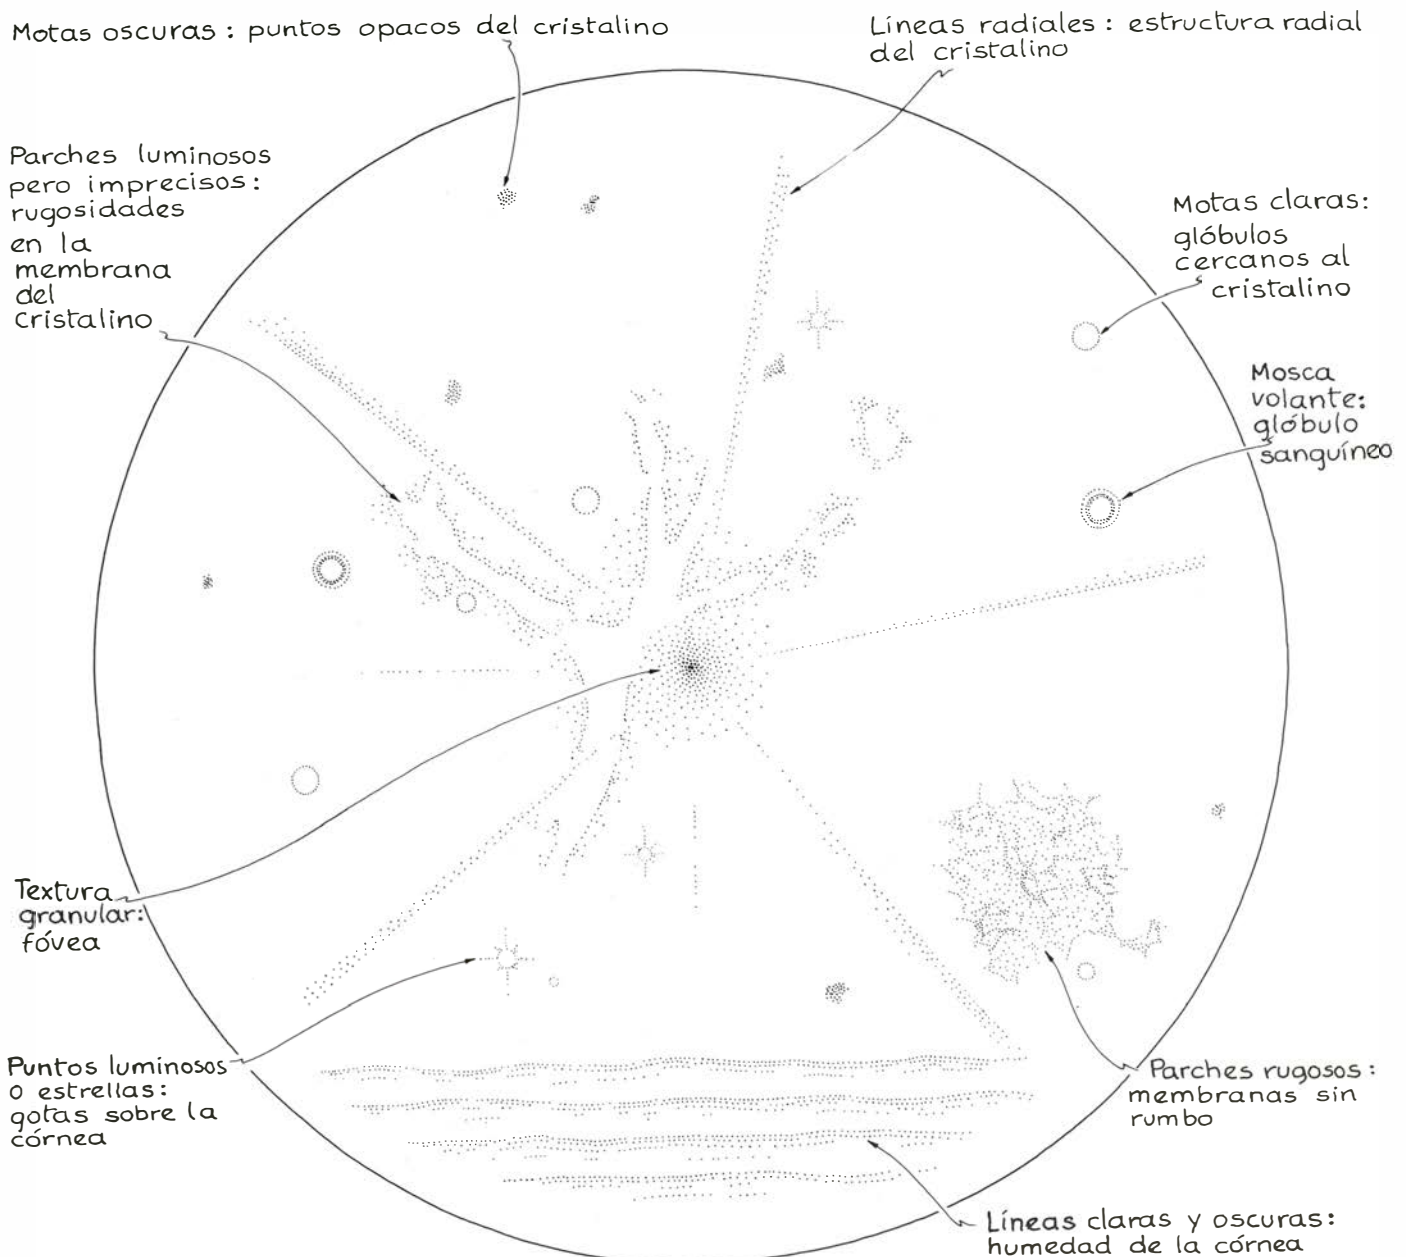 Motas oscuras : puntos opacos del cristalino
Líneas radiales : estructura radial
del cristalino
Parches luminosos
pero imprecisos :
rugosidades
en la
membrana
del
cristalino
Motas claras:
glóbulos
cercanos al
cristalino
Mosca
volante:
glóbulo
sanguíneo
Textura
granular:
fóvea
Puntos luminosos
o estrellas:
gotas sobre la
córnea
Parches rugosos :
membranas sin
rumbo
Líneas claras y oscuras:
humedad de la córnea